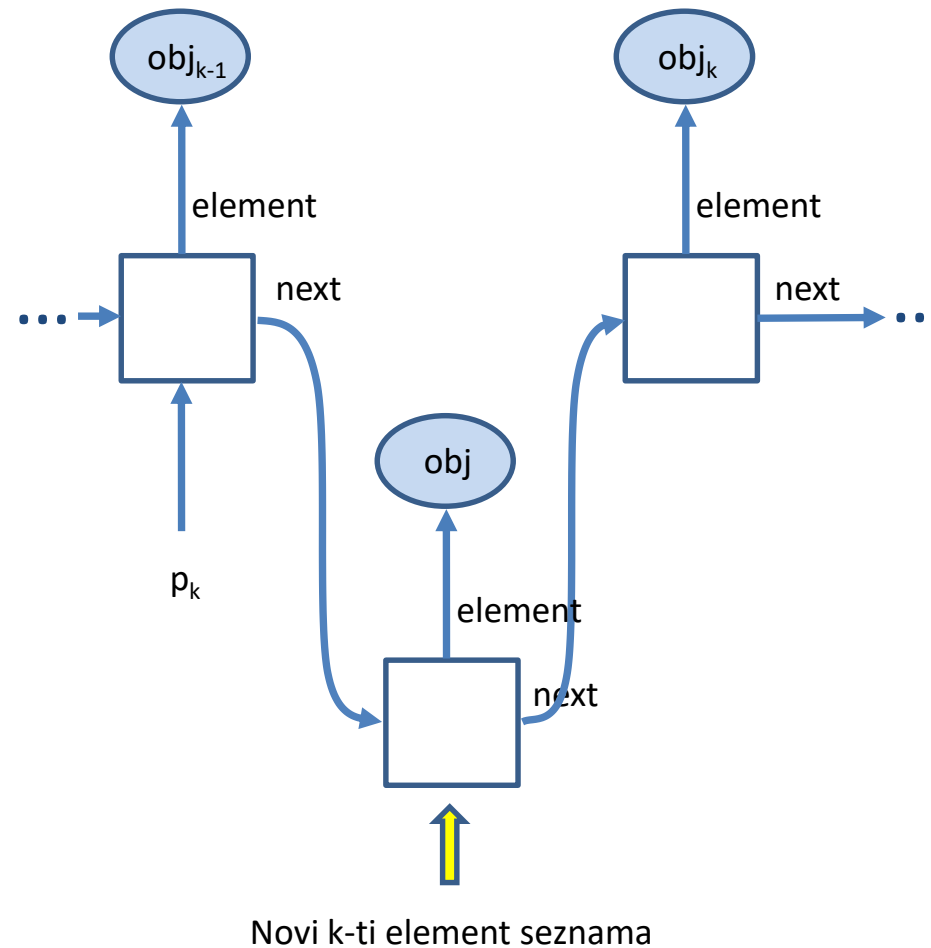 obj k-1
obj k
element
element
next
next
...
..
obj
p k
element
next
Novi k-ti element seznama